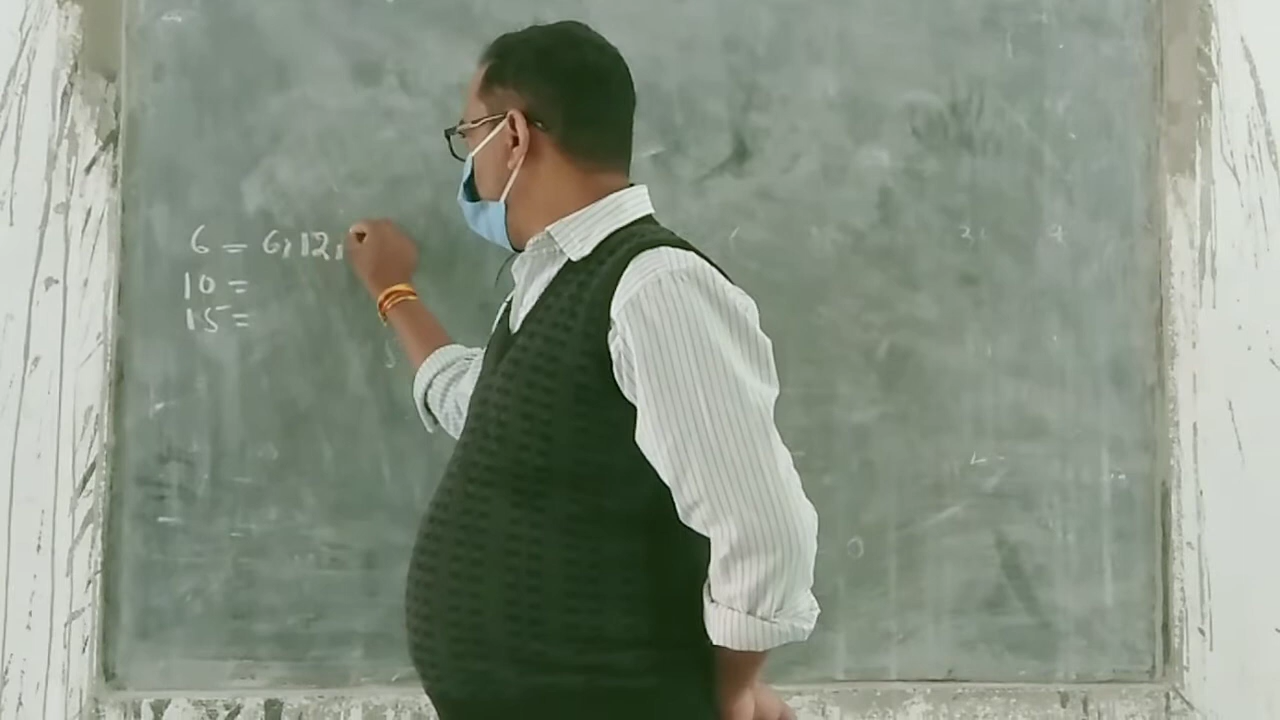 6 = 6, 12,
10 =
15 =